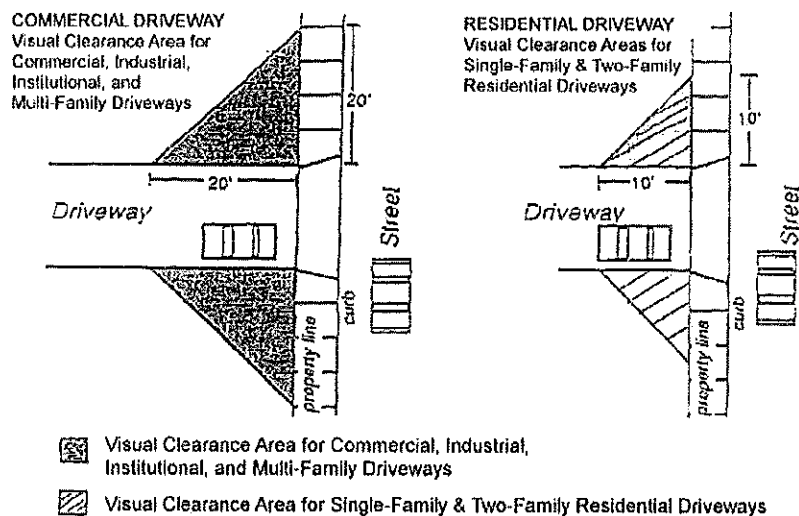 COMMERCIAL DRIVEWAY
Visual Clearance Area for
Commercial, Industrial,
Institutional, and
Multi-Family Driveways
20'
20'
Driveway
Street
curb
property line
RESIDENTIAL DRIVEWAY
Visual Clearance Areas for
Single-Family & Two-Family
Residential Driveways
10'
10'
Driveway
Street
curb
property line
Visual Clearance Area for Commercial, Industrial,
Institutional, and Multi-Family Driveways
Visual Clearance Area for Single-Family & Two-Family Residential Driveways